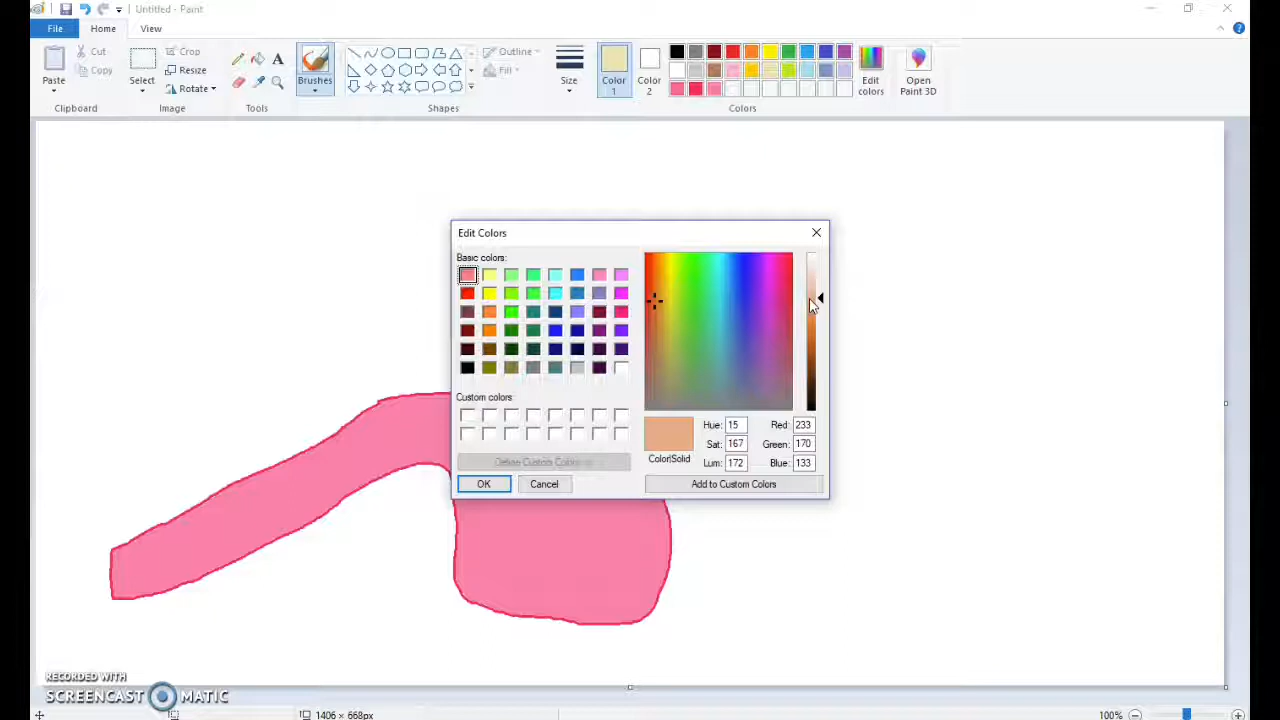 Untitled - Paint
File Home View
Paste
Cut
Copy
Clipboard
Select
Crop
Resize
Rotate
Image
A
Tools
Brushes
Shapes
Outline
Fill
Size
Color 1
Color 2
Colors
Edit colors
Open Paint 3D
Edit Colors
Basic colors:
Custom colors:
Define Custom Colors
OK Cancel
Color|Solid
Hue: 15 Red: 233
Sat: 167 Green: 170
Lum: 172 Blue: 133
Add to Custom Colors
RECORDED WITH
SCREENCAST MATIC
1406 × 668px
100%